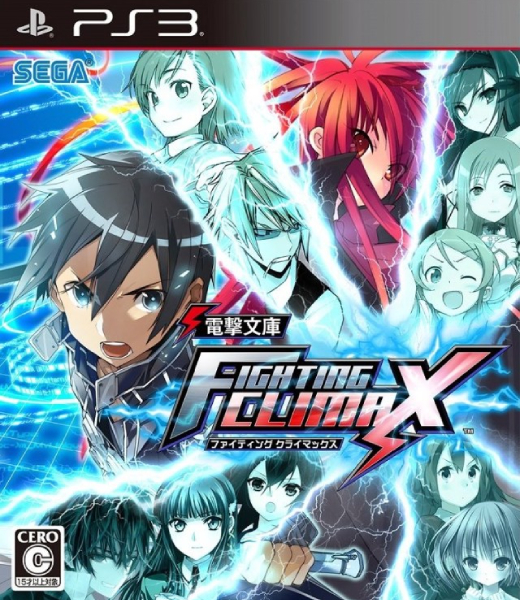 PS3
SEGA
電撃文庫
FIGHTING
CLIMAX
TM
ファイティング クライマックス
CERO
C
15才以上対象